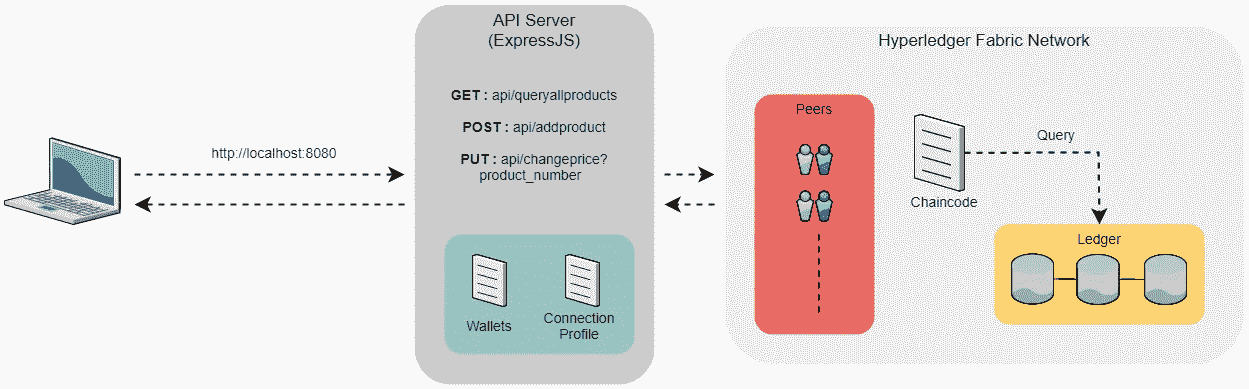 API Server
(ExpressJS)
GET : api/queryallproducts
POST : api/addproduct
PUT : api/changeprice?
product_number
Wallets
Connection
Profile
http://localhost:8080
Hyperledger Fabric Network
Peers
Chaincode
Query
Ledger